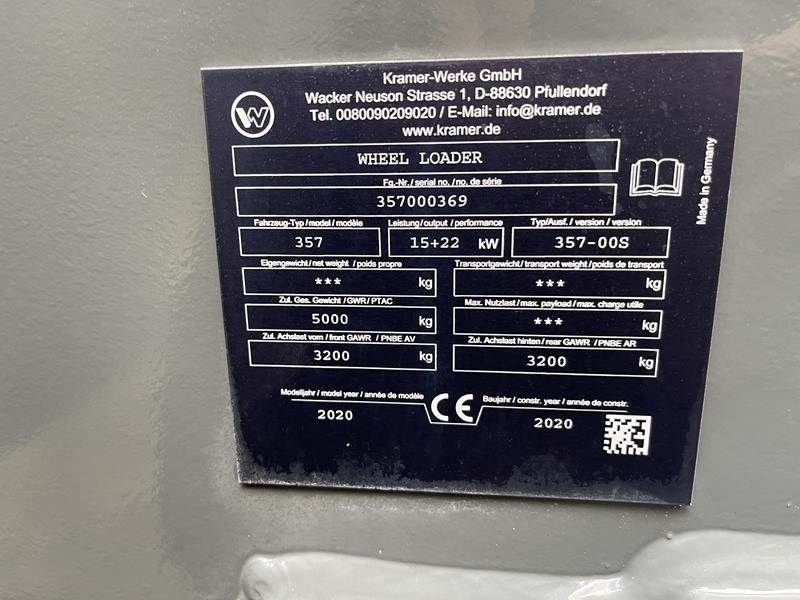 Kramer-Werke GmbH
Wacker Neuson Strasse 1, D-88630 Pfullendorf
Tel. 0080090209020 / E-Mail: info@kramer.de
www.kramer.de
WHEEL LOADER
Fg.-Nr./ serial no. / no. de série
357000369
Made in Germany
Fahrzeug-Typ / model / modèle Leistung / output / performance Typ/Ausf. / version / version
357 15+22 kW 357-00S
Eigengewicht / net weight / poids propre Transportgewicht / transport weight / poids de transport
*** kg *** kg
Zul. Ges. Gewicht / GWR / PTAC Max. Nutzlast / max. payload / max. charge utile
5000 kg *** kg
Zul. Achslast vorn / front GAWR / PNBE AV Zul. Achslast hinten / rear GAWR / PNBE AR
3200 kg 3200 kg
Modelljahr / model year / année de modèle CE Baujahr / constr. year / année de constr.
2020 2020